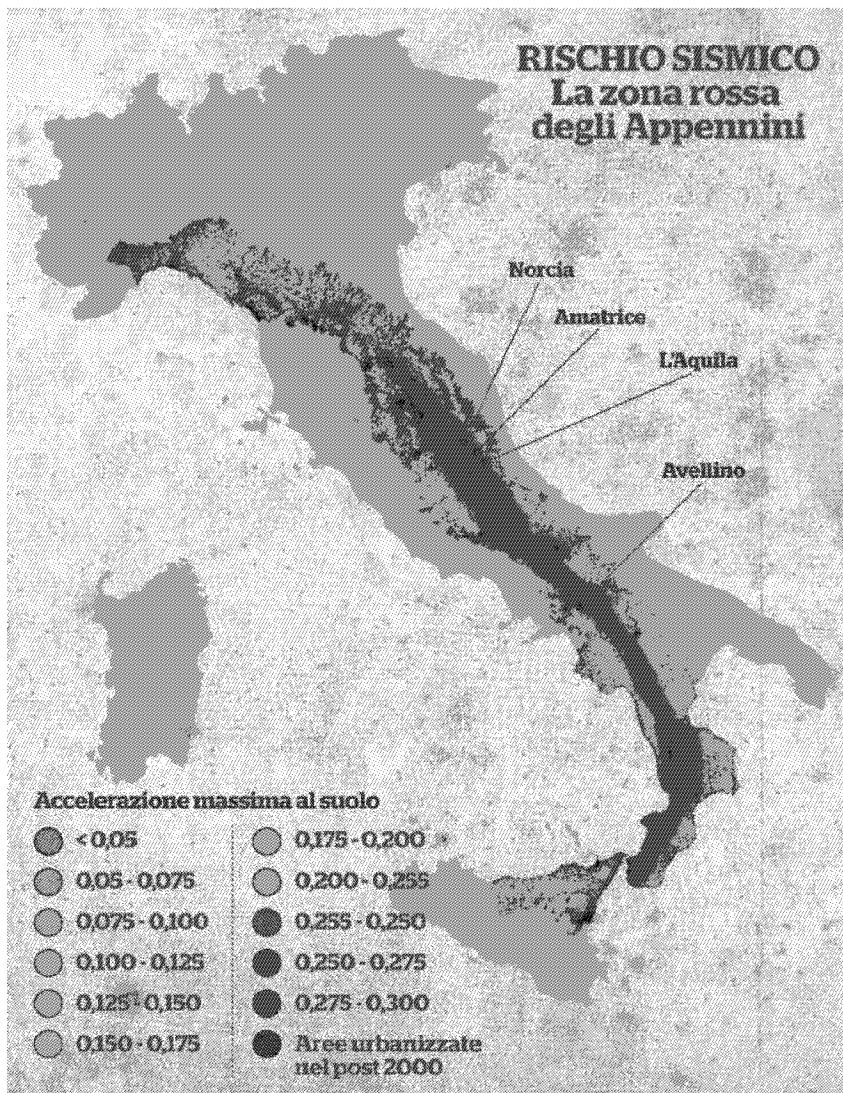 RISCHIO SISMICO
La zona rossa
degli Appennini
Norcia
Amatrice
L'Aquila
Avellino
Accelerazione massima al suolo
< 0,05
0,05 - 0,075
0,075 - 0,100
0,100 - 0,125
0,125 - 0,150
0,150 - 0,175
0,175 - 0,200
0,200 - 0,255
0,255 - 0,250
0,250 - 0,275
0,275 - 0,300
Aree urbanizzate
nel post 2000